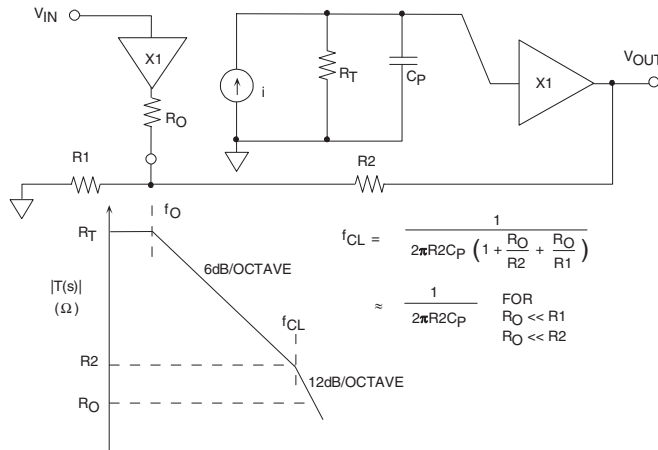 VIN
X1
RO
i
RT
CP
X1
VOUT
R1
R2
fO
RT
6dB/OCTAVE
|T(s)|
(Ω)
fCL
R2
12dB/OCTAVE
RO
fCL = 1 / 2πR2CP (1 + RO/R2 + RO/R1)
≈ 1 / 2πR2CP FOR
RO << R1
RO << R2